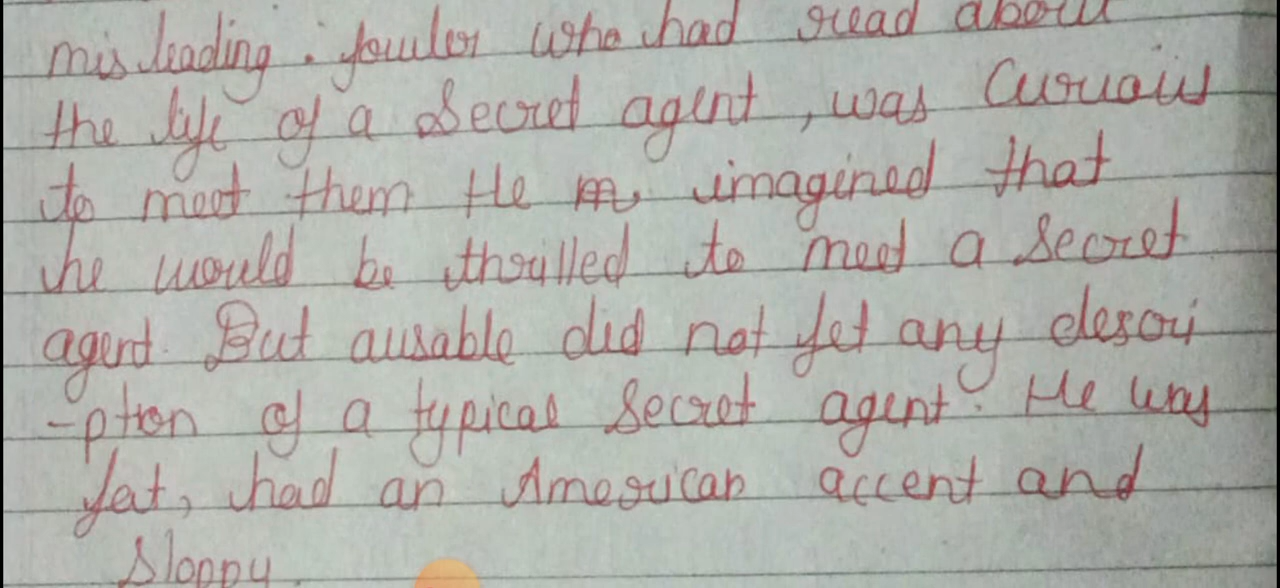 misleading. fowler who had read about
the life of a secret agent, was Curuois
to meet them He imagined that
he would be thrilled to meet a secret
agent. But ausable did not fet any descri
-ption of a typical secret agent. He was
fat, had an American accent and
sloppy